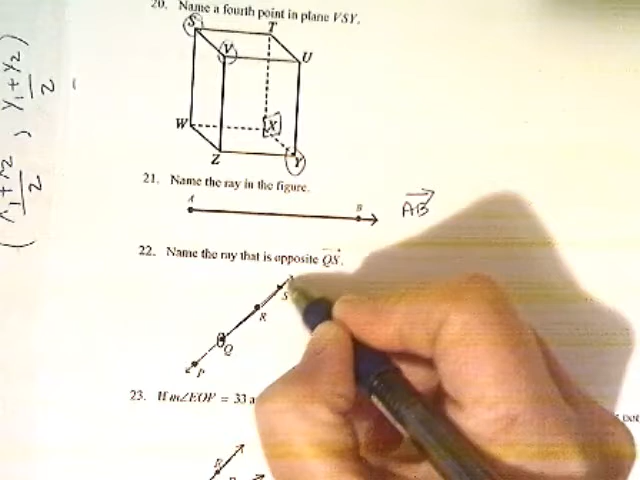 20. Name a fourth point in plane VSY.
S
T
V
U
W
X
Z
Y
21. Name the ray in the figure.
A
B
AB
22. Name the ray that is opposite QS.
S
R
Q
P
23. If m∠EOF = 33